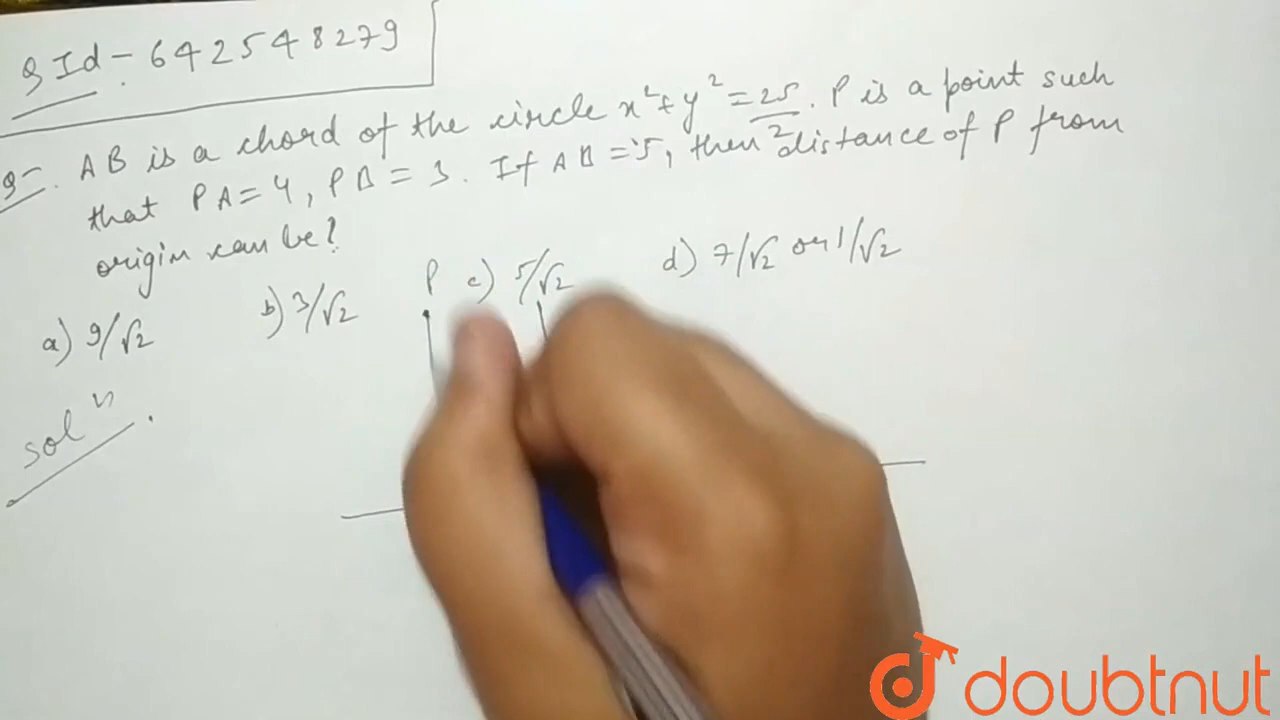 Q Id - 642548279
Q-. AB is a chord of the circle x²+y² = 25/2. P is a point such
that PA = 4, PB = 3. If AB = 5, then distance of P from
origin can be?
a) 9/√2 b) 3/√2 c) 5/√2 d) 7/√2 or 1/√2
P
Solⁿ.
doubtnut